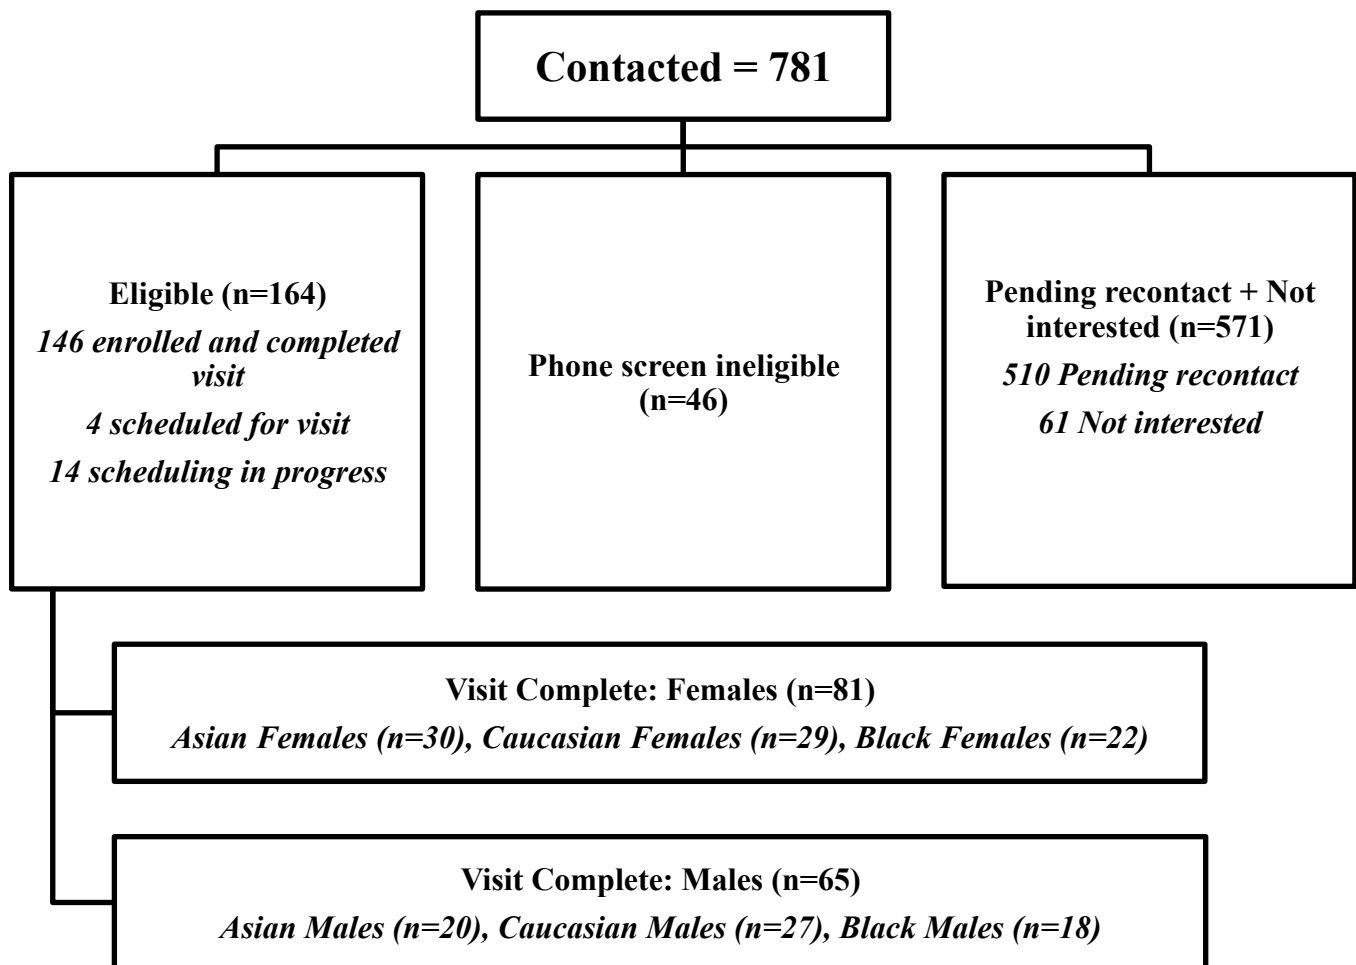 Contacted = 781
Eligible (n=164)
146 enrolled and completed
visit
4 scheduled for visit
14 scheduling in progress
Phone screen ineligible
(n=46)
Pending recontact + Not
interested (n=571)
510 Pending recontact
61 Not interested
Visit Complete: Females (n=81)
Asian Females (n=30), Caucasian Females (n=29), Black Females (n=22)
Visit Complete: Males (n=65)
Asian Males (n=20), Caucasian Males (n=27), Black Males (n=18)